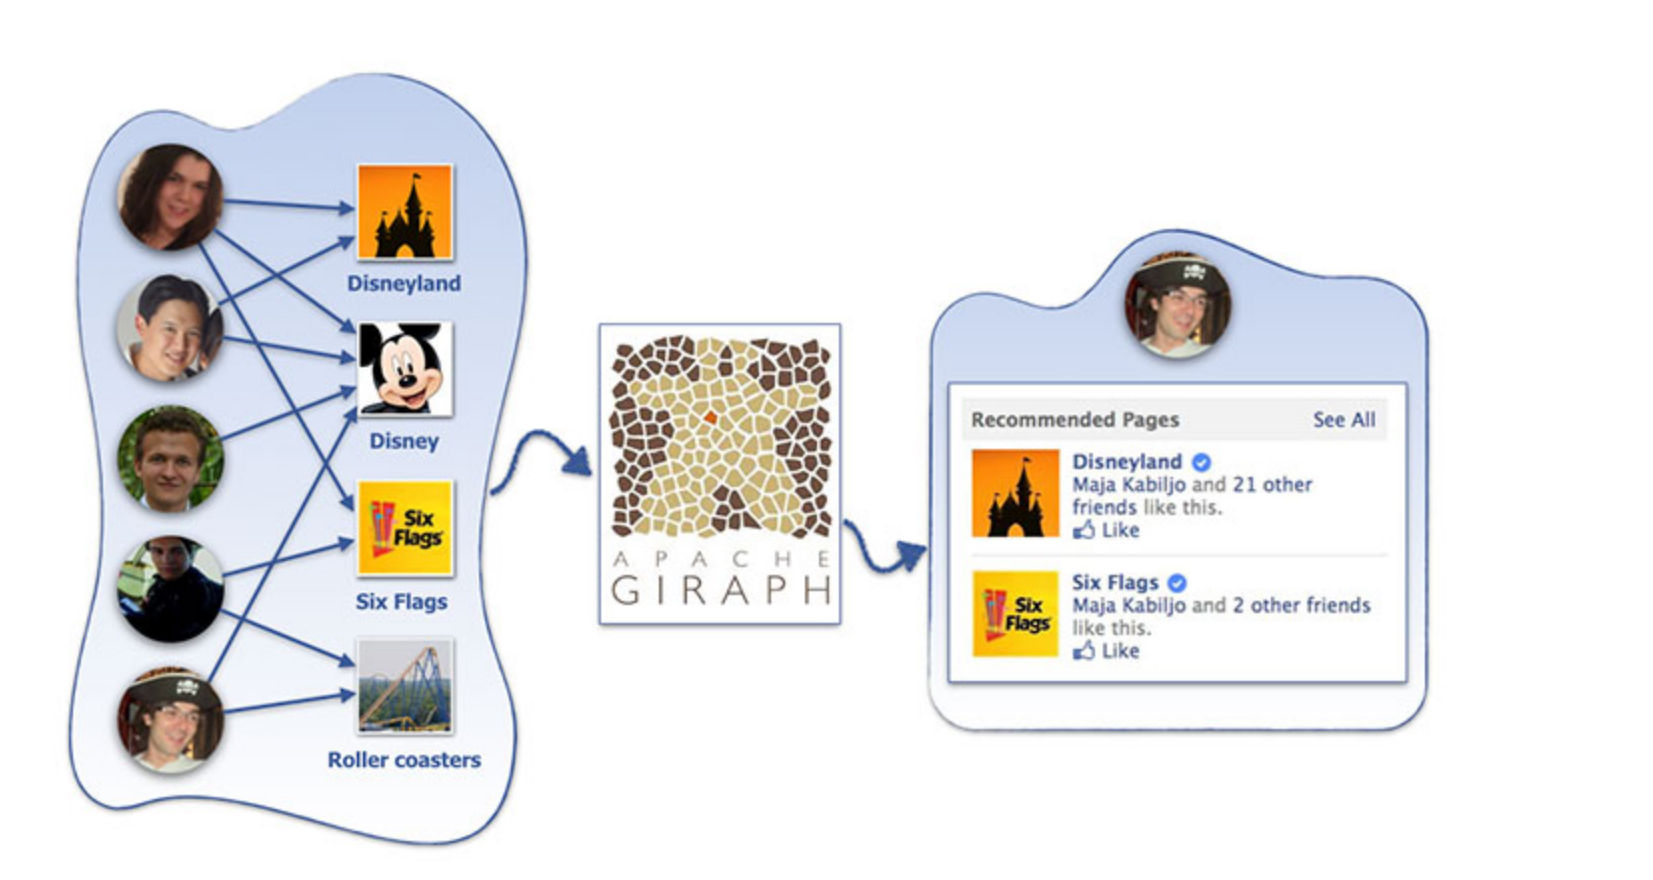 Disneyland
Disney
Six
Flags
Six Flags
Roller coasters
APACHE
GIRAPH
Recommended Pages See All
Disneyland
Maja Kabiljo and 21 other
friends like this.
Like
Six
Flags
Six Flags
Maja Kabiljo and 2 other friends
like this.
Like